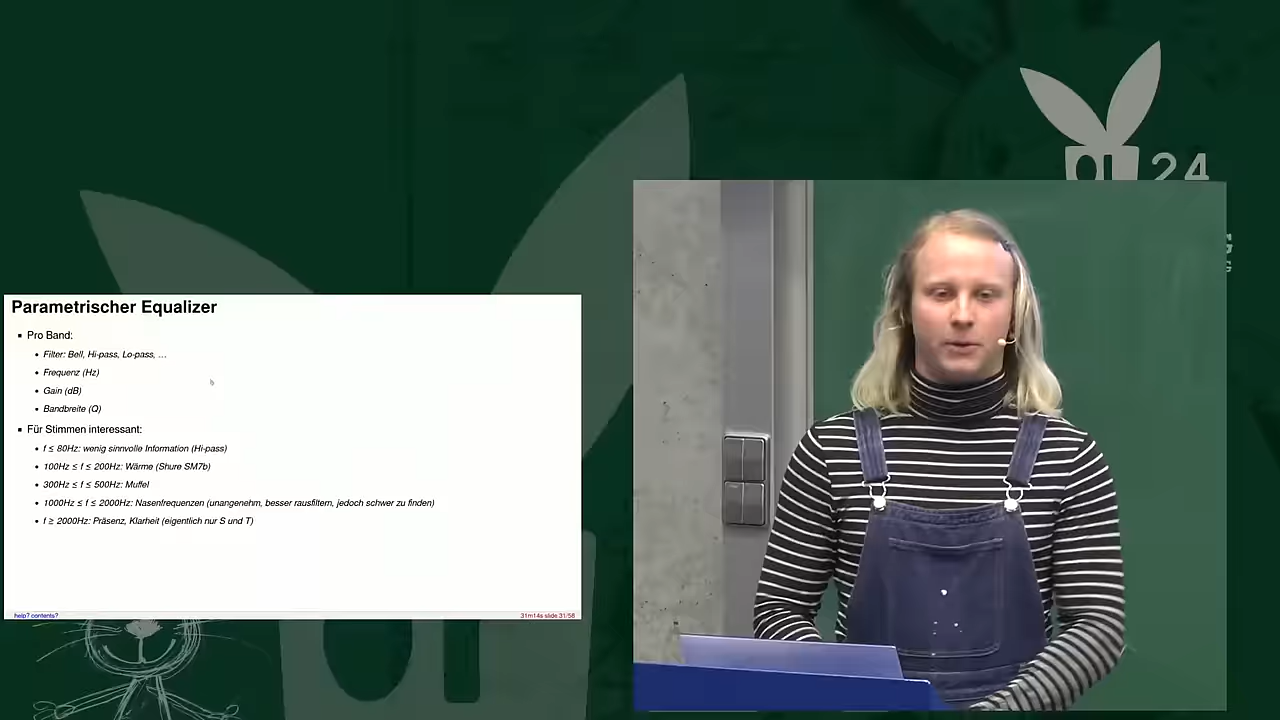 24
Parametrischer Equalizer
Pro Band:
Filter: Bell, Hi-pass, Lo-pass, …
Frequenz (Hz)
Gain (dB)
Bandbreite (Q)
Für Stimmen interessant:
f ≤ 80Hz: wenig sinnvolle Information (Hi-pass)
100Hz ≤ f ≤ 200Hz: Wärme (Shure SM7b)
300Hz ≤ f ≤ 500Hz: Muffel
1000Hz ≤ f ≤ 2000Hz: Nasenfrequenzen (unangenehm, besser rausfiltern, jedoch schwer zu finden)
f ≥ 2000Hz: Präsenz, Klarheit (eigentlich nur S und T)
help? contents? 31m14s slide 31/58